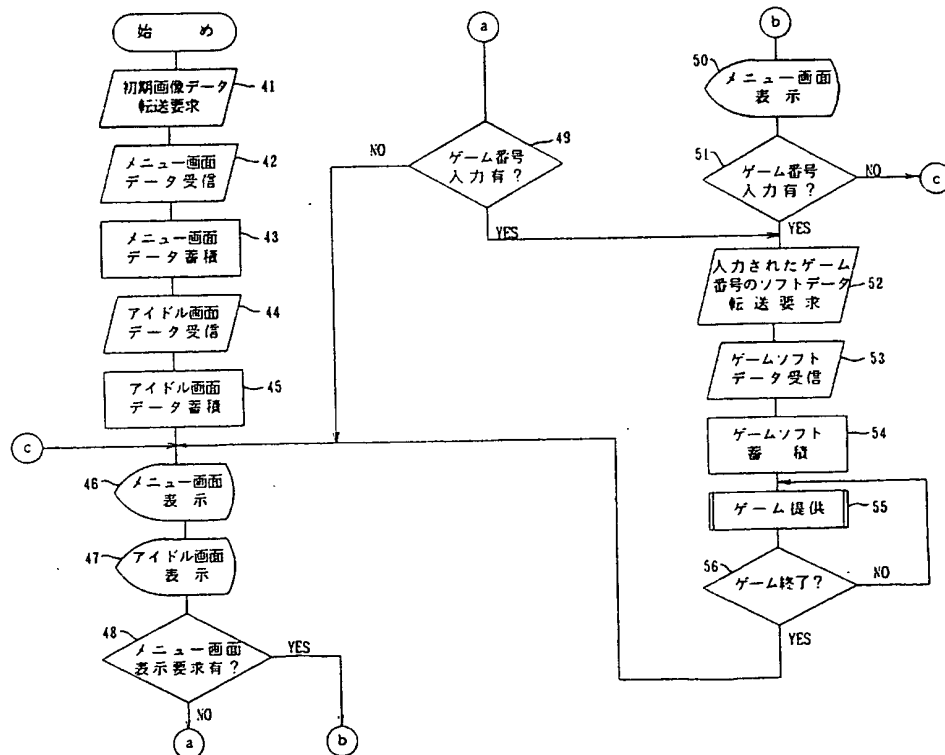 始 め
初期画像データ
転送要求
41
メニュー画面
データ受信
42
メニュー画面
データ蓄積
43
アイドル画面
データ受信
44
アイドル画面
データ蓄積
45
c
メニュー画面
表示
46
アイドル画面
表示
47
48
メニュー画面
表示要求有?
YES
NO
a
b
a
49
ゲーム番号
入力有?
NO
YES
b
50
メニュー画面
表示
51
ゲーム番号
入力有?
NO
c
YES
入力されたゲーム
番号のソフトデータ
転送要求
52
ゲームソフト
データ受信
53
ゲームソフト
蓄積
54
ゲーム提供
55
56
ゲーム終了?
NO
YES